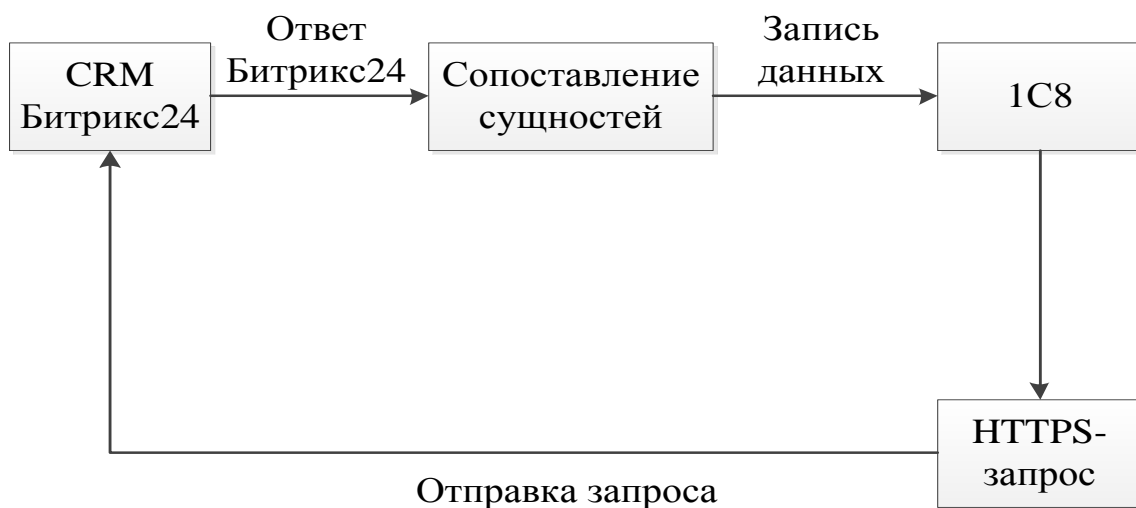 CRM
Битрикс24
Ответ
Битрикс24
Сопоставление
сущностей
Запись
данных
1С8
HTTPS-
запрос
Отправка запроса